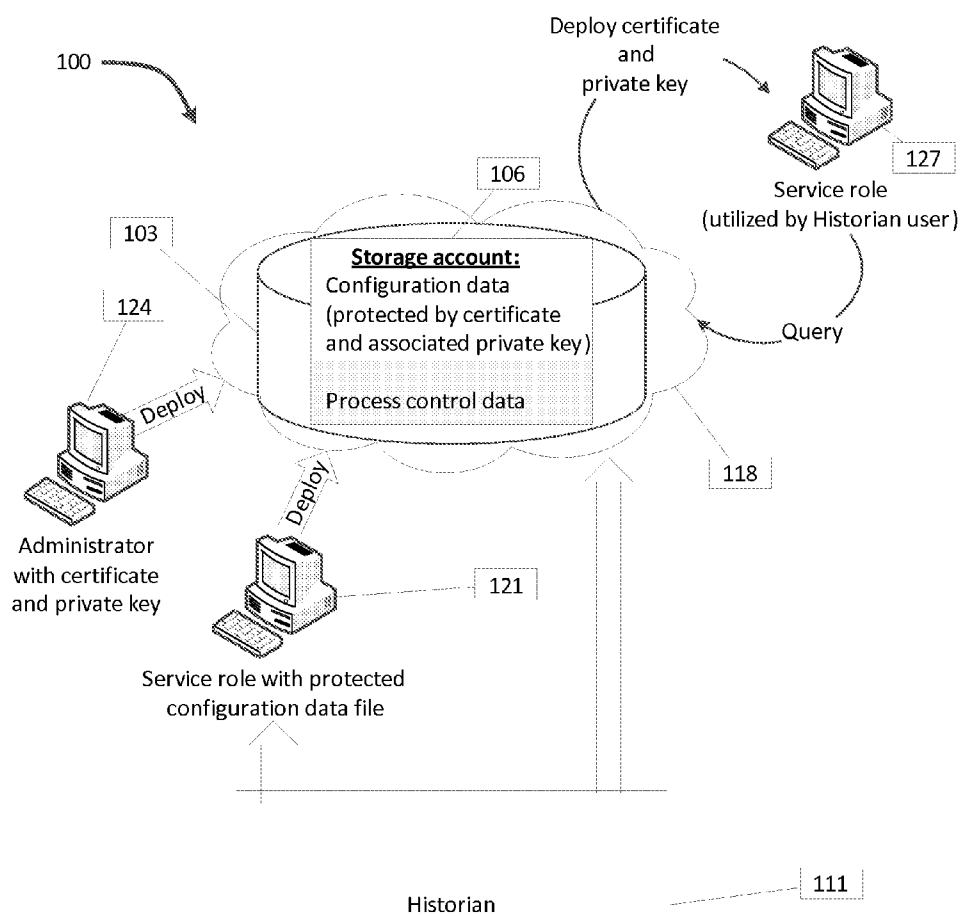 100
Deploy certificate
and
private key
127
Service role
(utilized by Historian user)
106
103
Storage account:
Configuration data
(protected by certificate
and associated private key)
Process control data
124
Query
Deploy
118
Deploy
Administrator
with certificate
and private key
121
Service role with protected
configuration data file
111
Historian